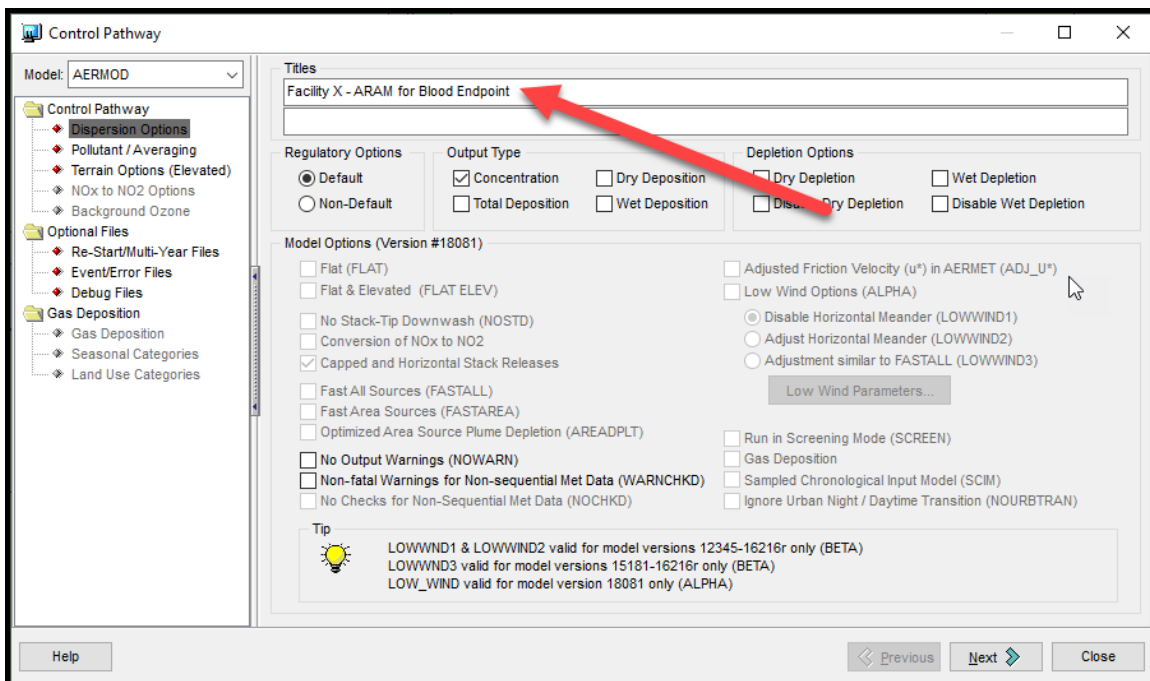 Control Pathway
Model: AERMOD
Control Pathway
Dispersion Options
Pollutant / Averaging
Terrain Options (Elevated)
NOx to NO2 Options
Background Ozone
Optional Files
Re-Start/Multi-Year Files
Event/Error Files
Debug Files
Gas Deposition
Gas Deposition
Seasonal Categories
Land Use Categories
Titles
Facility X - ARAM for Blood Endpoint
Regulatory Options
Default
Non-Default
Output Type
Concentration Dry Deposition
Total Deposition Wet Deposition
Depletion Options
Dry Depletion Wet Depletion
Dry Depletion Disable Wet Depletion
Model Options (Version #18081)
Flat (FLAT)
Flat & Elevated (FLAT ELEV)
No Stack-Tip Downwash (NOSTD)
Conversion of NOx to NO2
Capped and Horizontal Stack Releases
Fast All Sources (FASTALL)
Fast Area Sources (FASTAREA)
Optimized Area Source Plume Depletion (AREADPLT)
No Output Warnings (NOWARN)
Non-fatal Warnings for Non-sequential Met Data (WARNCHKD)
No Checks for Non-Sequential Met Data (NOCHKD)
Adjusted Friction Velocity (u*) in AERMET (ADJ_U*)
Low Wind Options (ALPHA)
Disable Horizontal Meander (LOWWIND1)
Adjust Horizontal Meander (LOWWIND2)
Adjustment similar to FASTALL (LOWWIND3)
Low Wind Parameters...
Run in Screening Mode (SCREEN)
Gas Deposition
Sampled Chronological Input Model (SCIM)
Ignore Urban Night / Daytime Transition (NOURBTRAN)
Tip
LOWWND1 & LOWWIND2 valid for model versions 12345-16216r only (BETA)
LOWWND3 valid for model versions 15181-16216r only (BETA)
LOW_WIND valid for model version 18081 only (ALPHA)
Help
Previous
Next
Close